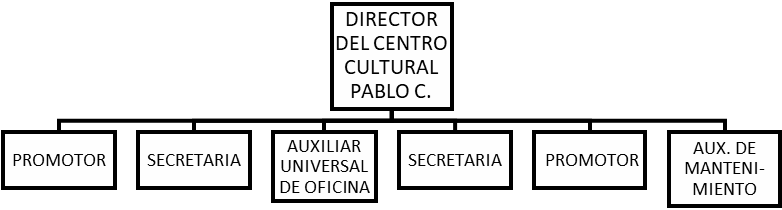 DIRECTOR
DEL CENTRO
CULTURAL
PABLO C.
PROMOTOR
SECRETARIA
AUXILIAR
UNIVERSAL
DE OFICINA
SECRETARIA
PROMOTOR
AUX. DE
MANTENI-
MIENTO